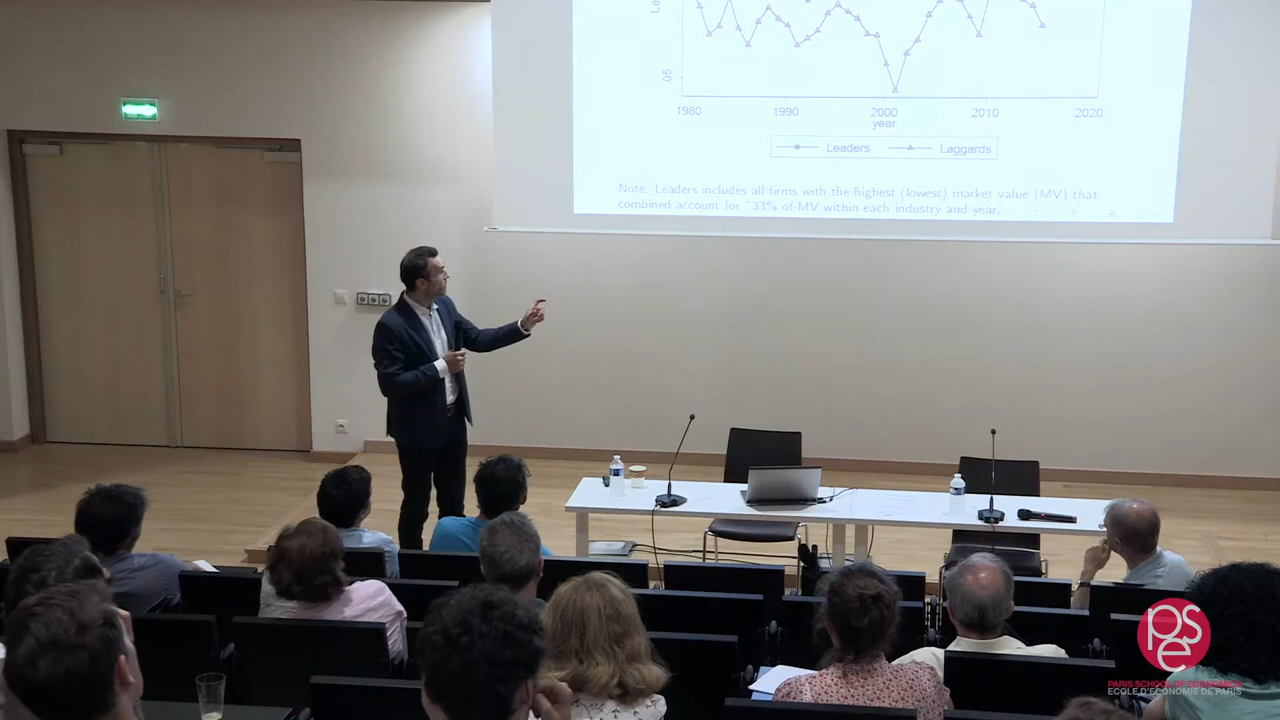 05
1980 1990 2000 2010 2020
year
Leaders Laggards
Note. Leaders includes all firms with the highest (lowest) market value (MV) that
combined account for ~33% of MV within each industry and year.
pse
PARIS SCHOOL OF ECONOMICS
ECOLE D'ÉCONOMIE DE PARIS